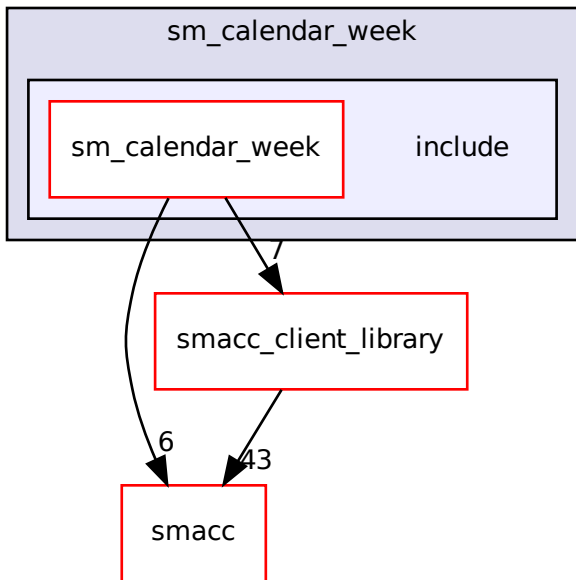 sm_calendar_week
sm_calendar_week
include
7
smacc_client_library
6
43
smacc